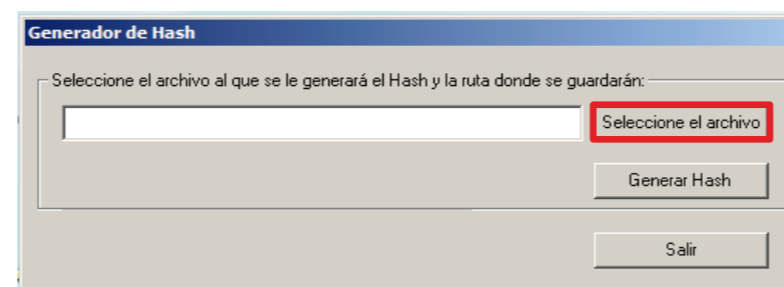 Generador de Hash
Seleccione el archivo al que se le generará el Hash y la ruta donde se guardarán:
Seleccione el archivo
Generar Hash
Salir